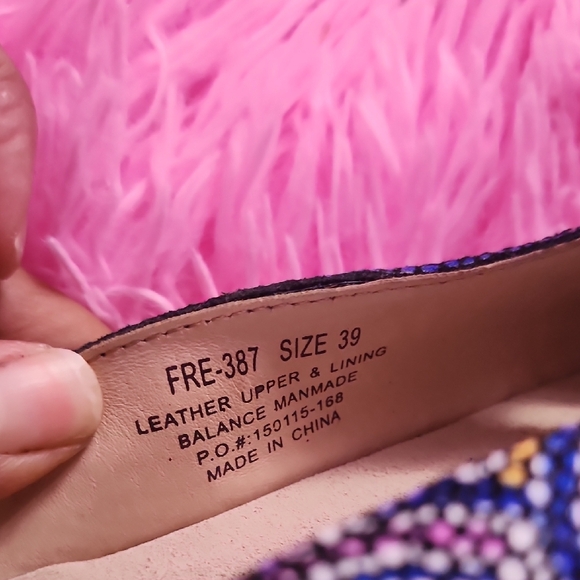 FRE-387 SIZE 39
LEATHER UPPER & LINING
BALANCE MANMADE
P.O.#:150115-168
MADE IN CHINA